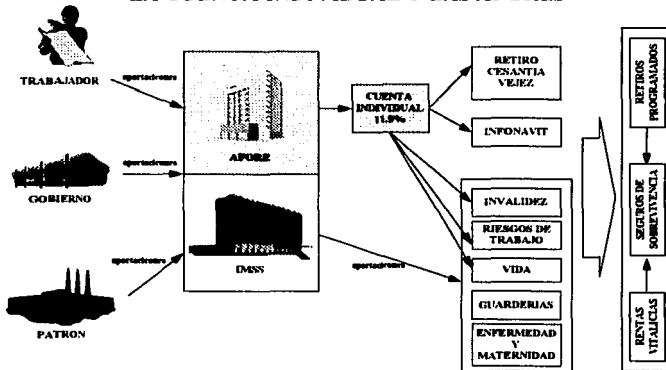 TRABAJADOR
aportaciones
GOBIERNO
aportaciones
PATRON
aportaciones
AFORE
IMSS
aportaciones
CUENTA
INDIVIDUAL
11.5%
RETIRO
CESANTIA
VEJEZ
INFONAVIT
INVALIDEZ
RIESGOS DE
TRABAJO
VIDA
GUARDERIAS
ENFERMEDAD
Y
MATERNIDAD
RETIROS
PROGRAMADOS
SEGUROS DE
SOBREVIVENCIA
RENTAS
VITALICIAS